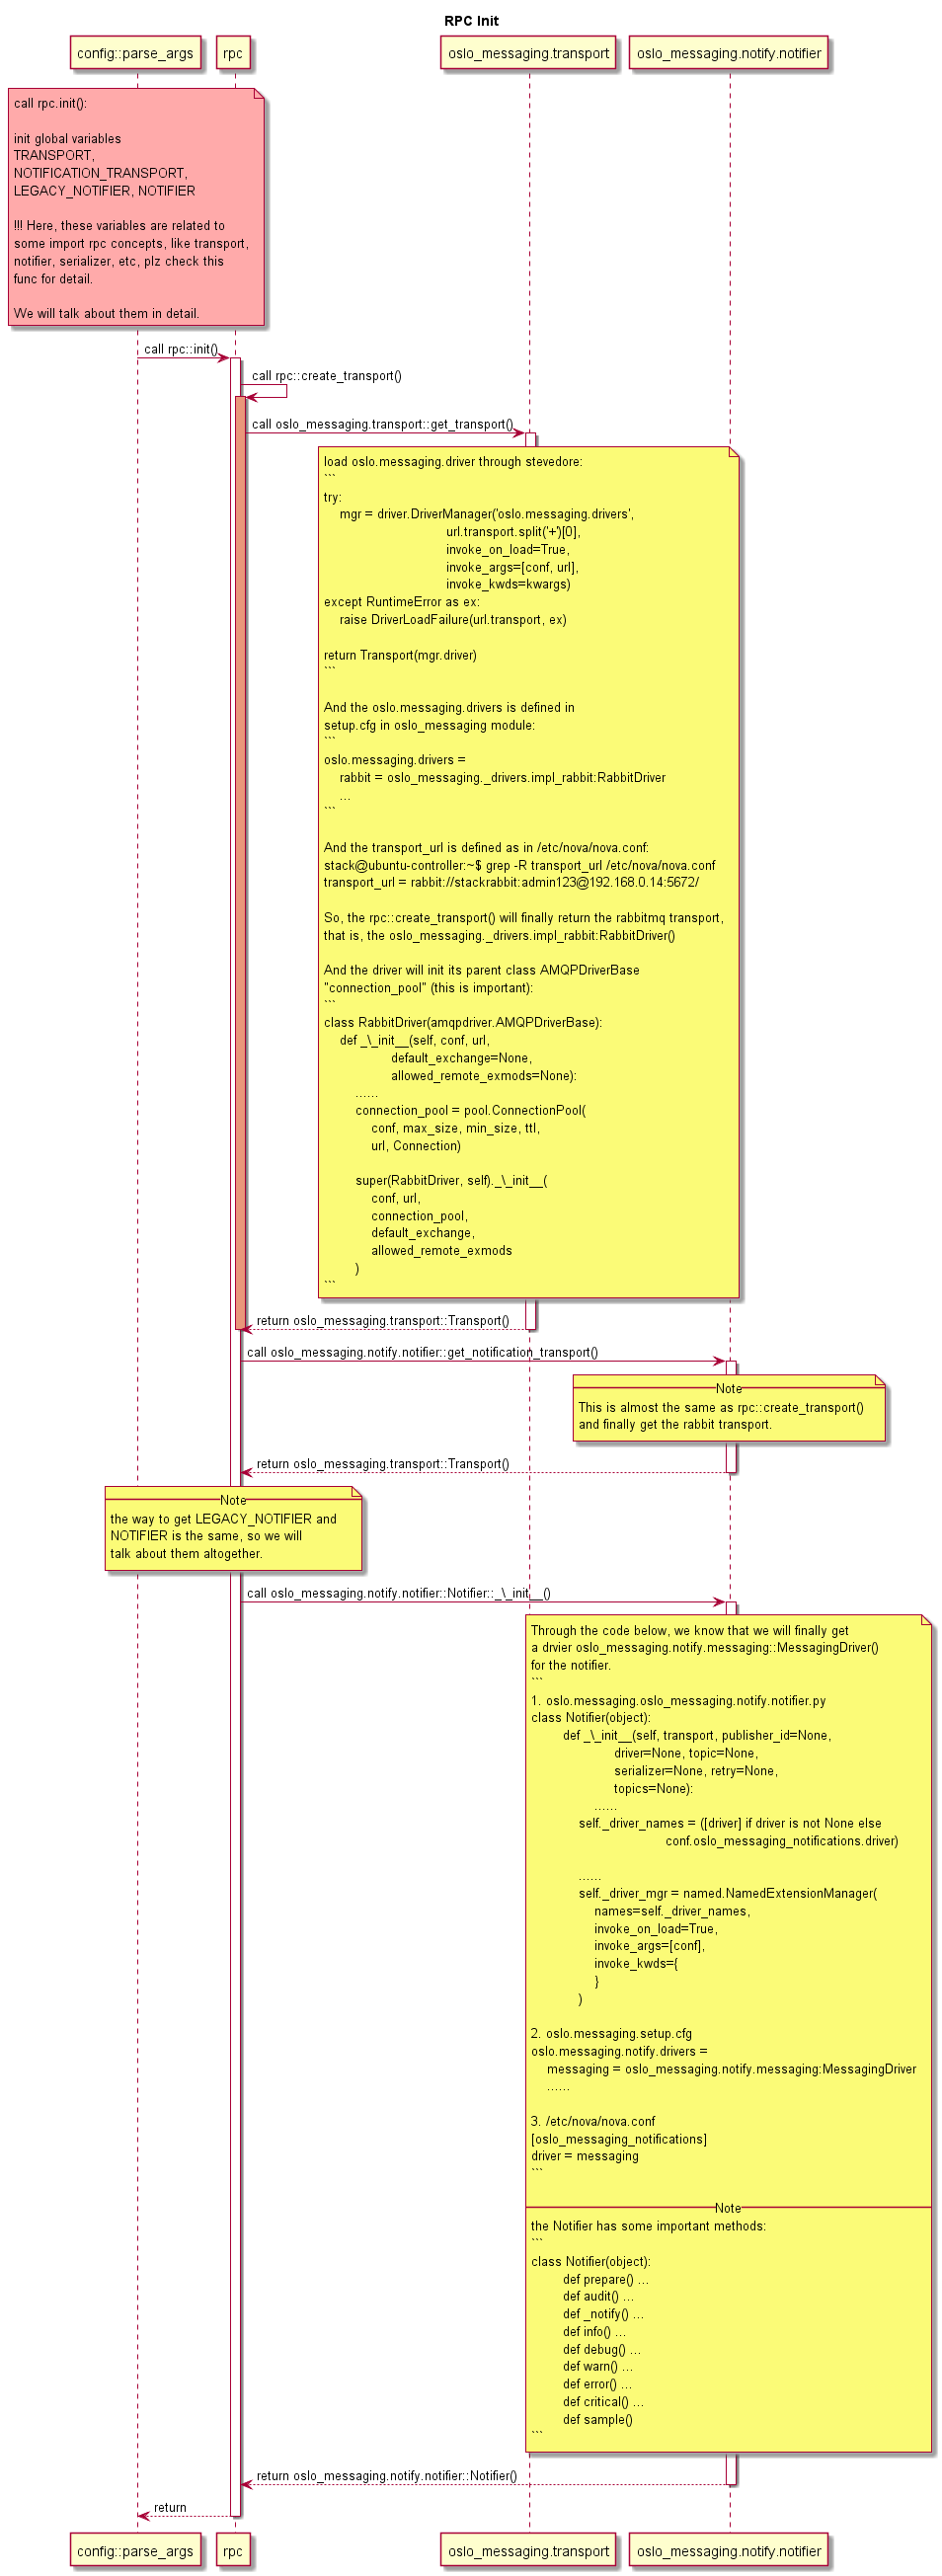 RPC Init
config::parse_args
rpc
oslo_messaging.transport
oslo_messaging.notify.notifier
call rpc.init():
init global variables
TRANSPORT,
NOTIFICATION_TRANSPORT,
LEGACY_NOTIFIER, NOTIFIER
!!! Here, these variables are related to
some import rpc concepts, like transport,
notifier, serializer, etc, plz check this
func for detail.
We will talk about them in detail.
call rpc::init()
call rpc::create_transport()
call oslo_messaging.transport::get_transport()
load oslo.messaging.driver through stevedore:
```
try:
mgr = driver.DriverManager('oslo.messaging.drivers',
url.transport.split('+')[0],
invoke_on_load=True,
invoke_args=[conf, url],
invoke_kwds=kwargs)
except RuntimeError as ex:
raise DriverLoadFailure(url.transport, ex)
return Transport(mgr.driver)
```
And the oslo.messaging.drivers is defined in
setup.cfg in oslo_messaging module:
```
oslo.messaging.drivers =
rabbit = oslo_messaging._drivers.impl_rabbit:RabbitDriver
...
```
And the transport_url is defined as in /etc/nova/nova.conf:
stack@ubuntu-controller:~$ grep -R transport_url /etc/nova/nova.conf
transport_url = rabbit://stackrabbit:admin123@192.168.0.14:5672/
So, the rpc::create_transport() will finally return the rabbitmq transport,
that is, the oslo_messaging._drivers.impl_rabbit:RabbitDriver()
And the driver will init its parent class AMQPDriverBase
"connection_pool" (this is important):
```
class RabbitDriver(amqpdriver.AMQPDriverBase):
def _\_init__(self, conf, url,
default_exchange=None,
allowed_remote_exmods=None):
......
connection_pool = pool.ConnectionPool(
conf, max_size, min_size, ttl,
url, Connection)
super(RabbitDriver, self)._\_init__(
conf, url,
connection_pool,
default_exchange,
allowed_remote_exmods
)
```
return oslo_messaging.transport::Transport()
call oslo_messaging.notify.notifier::get_notification_transport()
Note
This is almost the same as rpc::create_transport()
and finally get the rabbit transport.
return oslo_messaging.transport::Transport()
Note
the way to get LEGACY_NOTIFIER and
NOTIFIER is the same, so we will
talk about them altogether.
call oslo_messaging.notify.notifier::Notifier::_\_init__()
Through the code below, we know that we will finally get
a drvier oslo_messaging.notify.messaging::MessagingDriver()
for the notifier.
```
1. oslo.messaging.oslo_messaging.notify.notifier.py
class Notifier(object):
def _\_init__(self, transport, publisher_id=None,
driver=None, topic=None,
serializer=None, retry=None,
topics=None):
......
self._driver_names = ([driver] if driver is not None else
conf.oslo_messaging_notifications.driver)
......
self._driver_mgr = named.NamedExtensionManager(
names=self._driver_names,
invoke_on_load=True,
invoke_args=[conf],
invoke_kwds={
}
)
2. oslo.messaging.setup.cfg
oslo.messaging.notify.drivers =
messaging = oslo_messaging.notify.messaging:MessagingDriver
......
3. /etc/nova/nova.conf
[oslo_messaging_notifications]
driver = messaging
```
Note
the Notifier has some important methods:
```
class Notifier(object):
def prepare() ...
def audit() ...
def _notify() ...
def info() ...
def debug() ...
def warn() ...
def error() ...
def critical() ...
def sample()
```
return oslo_messaging.notify.notifier::Notifier()
return
config::parse_args
rpc
oslo_messaging.transport
oslo_messaging.notify.notifier